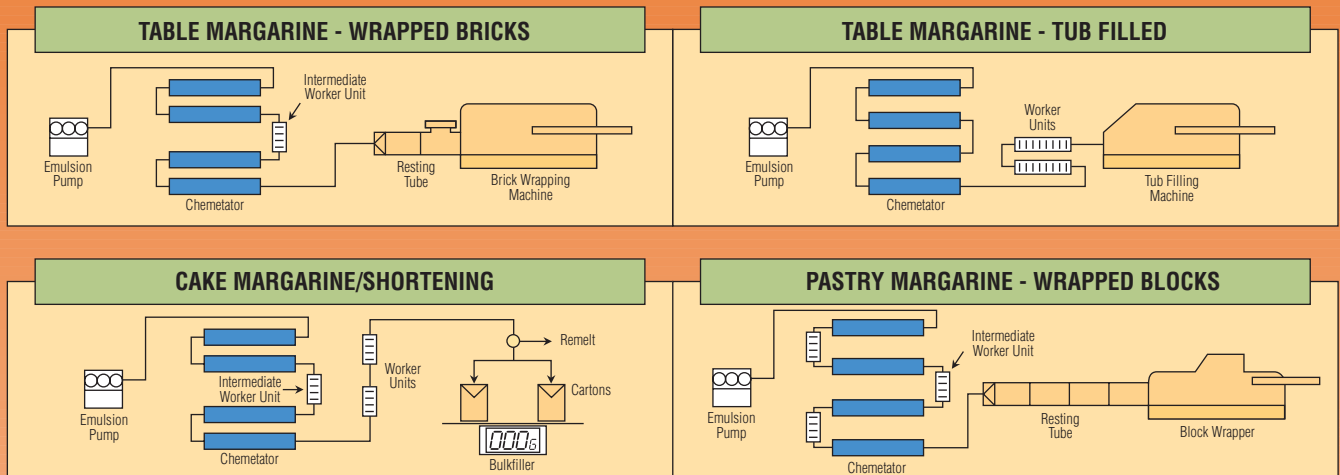 TABLE MARGARINE - WRAPPED BRICKS
Intermediate
Worker Unit
Emulsion
Pump
Chemetator
Resting
Tube
Brick Wrapping
Machine
TABLE MARGARINE - TUB FILLED
Worker
Units
Emulsion
Pump
Chemetator
Tub Filling
Machine
CAKE MARGARINE/SHORTENING
Remelt
Intermediate
Worker Unit
Worker
Units
Cartons
Emulsion
Pump
Chemetator
000G
Bulkfiller
PASTRY MARGARINE - WRAPPED BLOCKS
Intermediate
Worker Unit
Emulsion
Pump
Chemetator
Resting
Tube
Block Wrapper